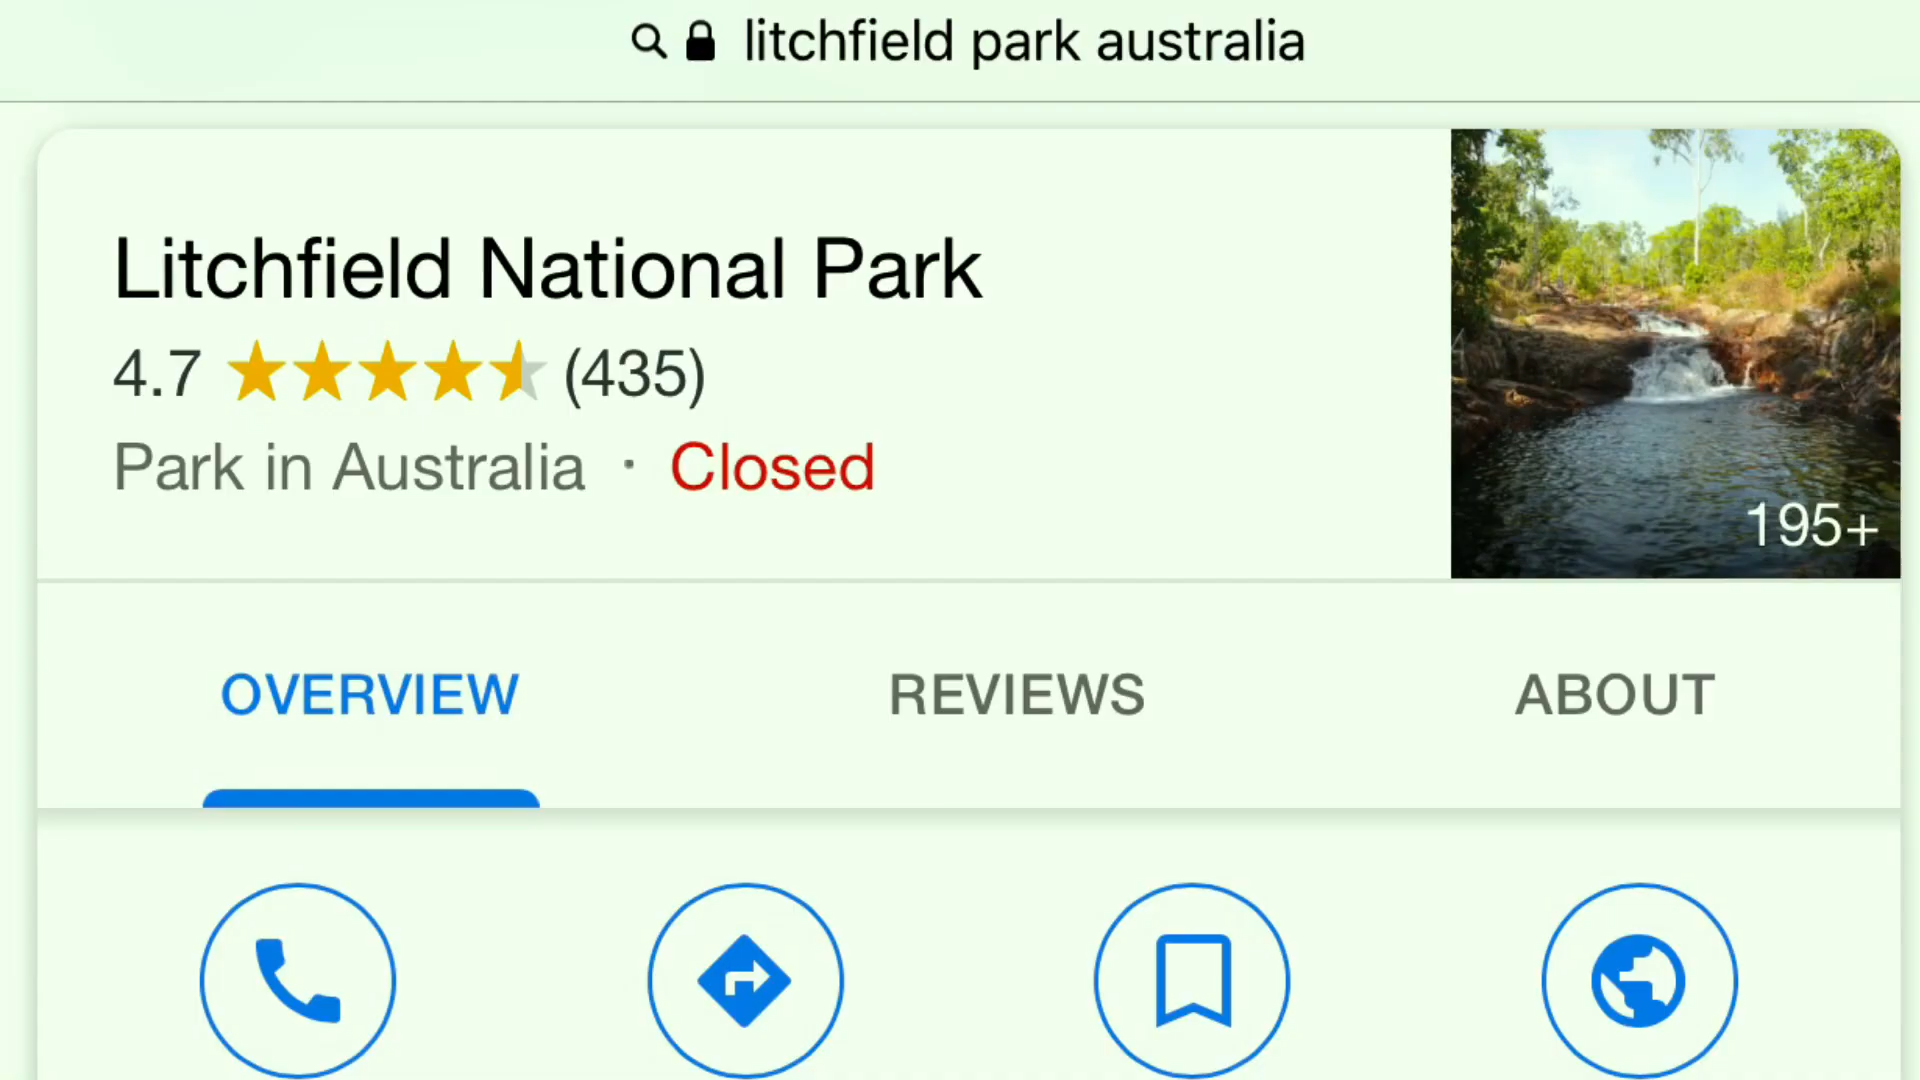 litchfield park australia
Litchfield National Park
4.7 (435)
Park in Australia · Closed
195+
OVERVIEW REVIEWS ABOUT